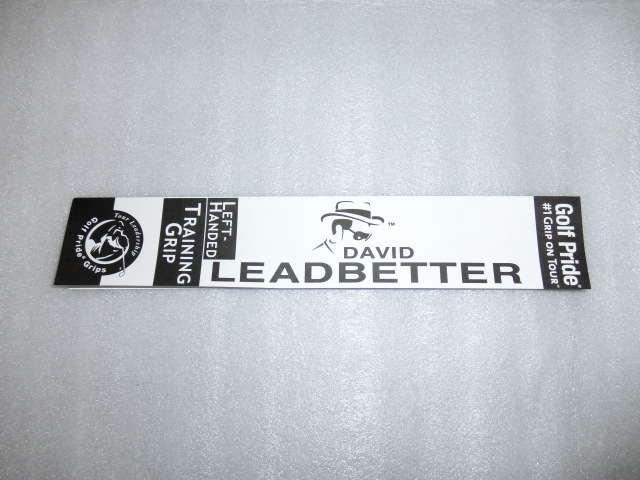 Tour Leadership
Golf Pride® Grips
TRAINING
GRIP
LEFT-
HANDED
™
DAVID
LEADBETTER
Golf Pride®
#1 GRIP ON TOUR®